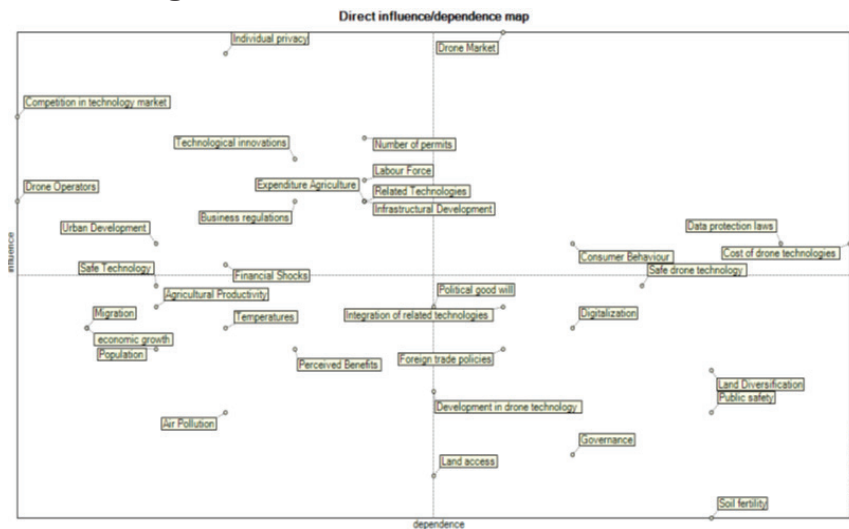 Direct influence/dependence map
Individual privacy
Drone Market
Competition in technology market
Technological innovations
Number of permits
Labour Force
Drone Operators
Expenditure Agriculture
Related Technologies
Business regulations
Infrastructural Development
Urban Development
Data protection laws
Consumer Behaviour
Cost of drone technologies
influence
Safe Technology
Financial Shocks
Safe drone technology
Agricultural Productivity
Political good will
Migration
Temperatures
Integration of related technologies
Digitalization
economic growth
Population
Perceived Benefits
Foreign trade policies
Land Diversification
Public safety
Air Pollution
Development in drone technology
Governance
Land access
Soil fertility
dependence